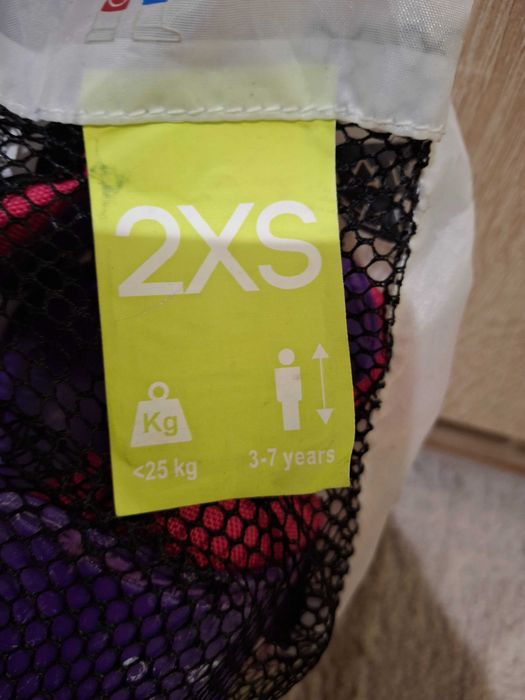 2XS
Kg
<25 kg
3-7 years